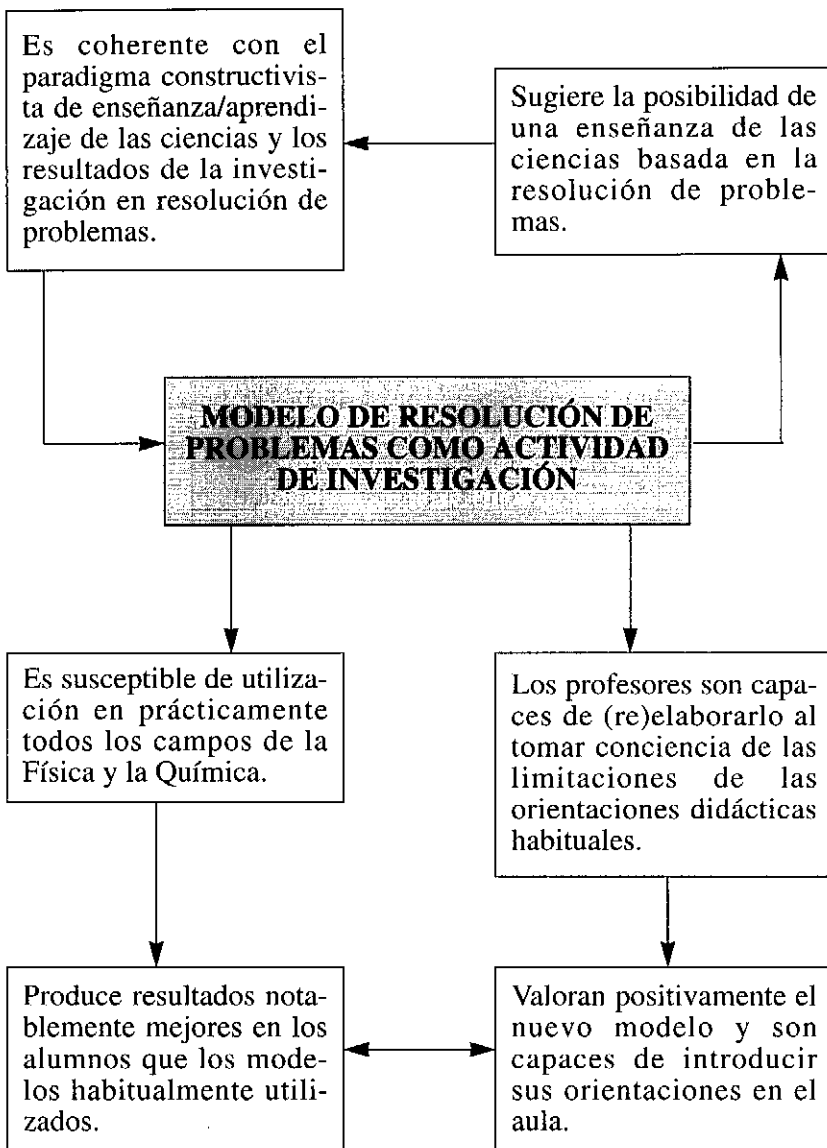 Es coherente con el
paradigma constructivis-
ta de enseñanza/aprendi-
zaje de las ciencias y los
resultados de la investi-
gación en resolución de
problemas.
Sugiere la posibilidad de
una enseñanza de las
ciencias basada en la
resolución de proble-
mas.
MODELO DE RESOLUCIÓN DE
PROBLEMAS COMO ACTIVIDAD
DE INVESTIGACIÓN
Es susceptible de utiliza-
ción en prácticamente
todos los campos de la
Física y la Química.
Los profesores son capa-
ces de (re)elaborarlo al
tomar conciencia de las
limitaciones de las
orientaciones didácticas
habituales.
Produce resultados nota-
blemente mejores en los
alumnos que los mode-
los habitualmente utili-
zados.
Valoran positivamente el
nuevo modelo y son
capaces de introducir
sus orientaciones en el
aula.